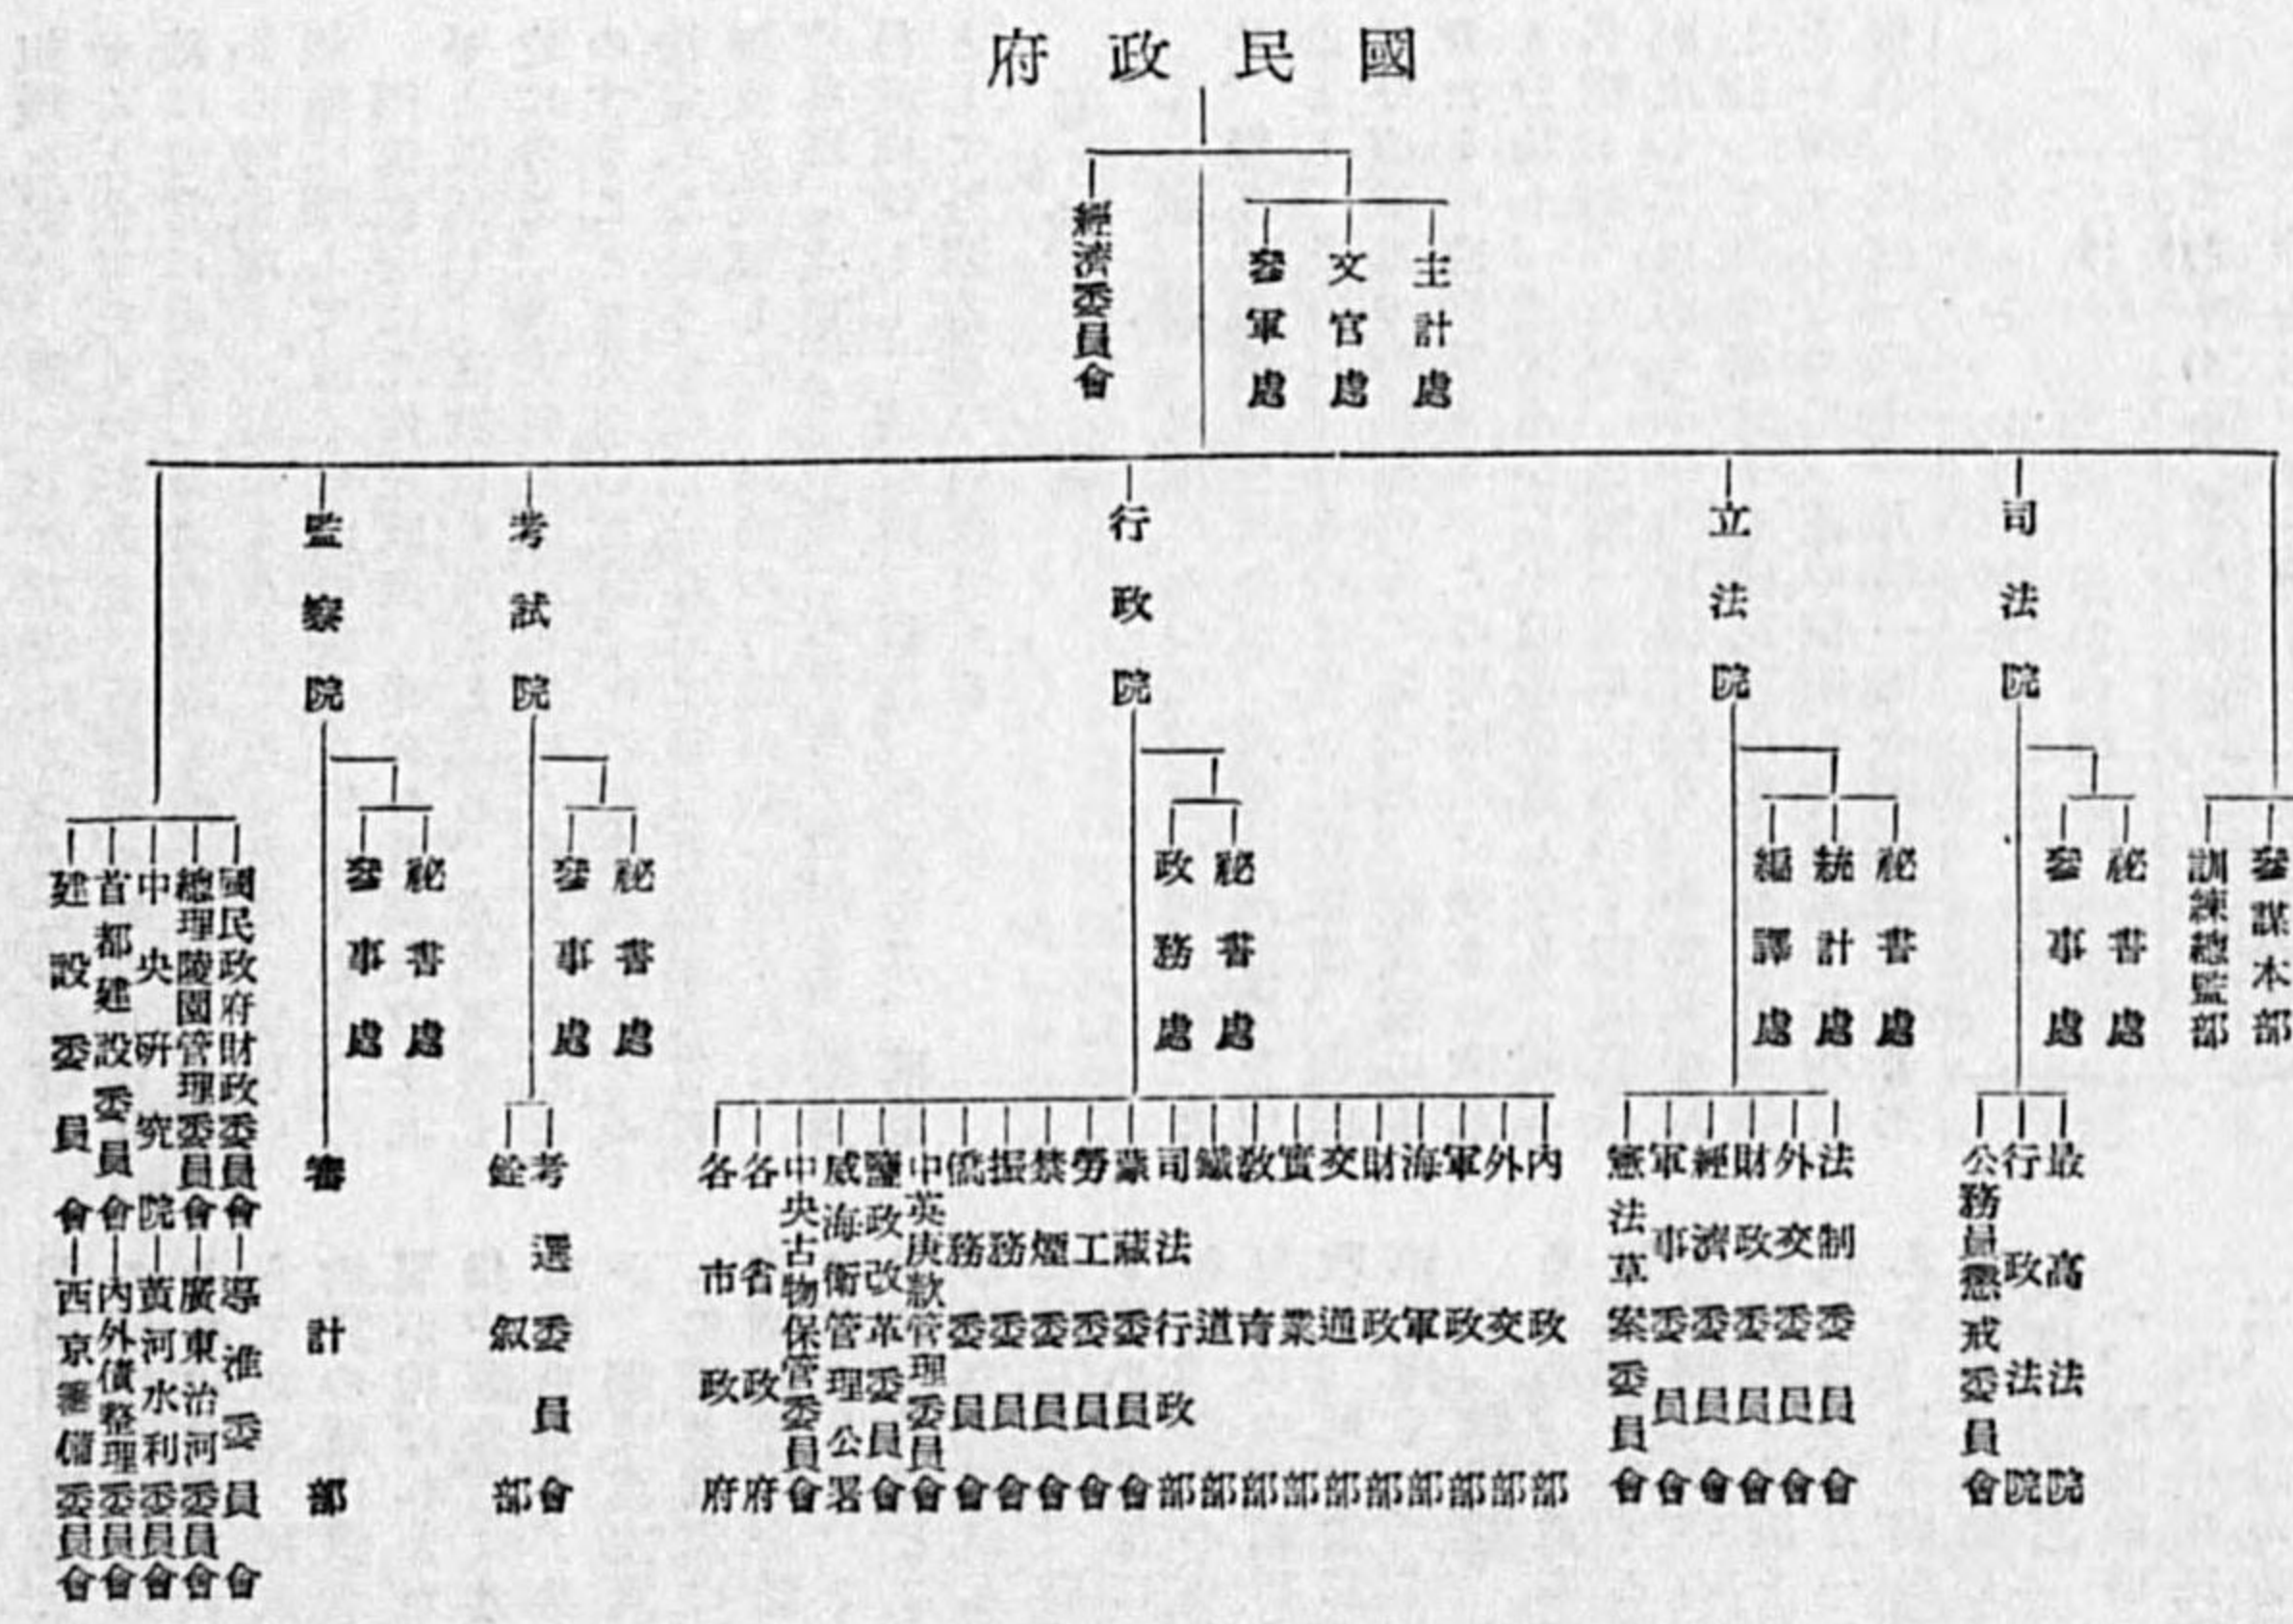 國民政府
主計處
文官處
參軍處
經濟委員會
參謀本部
訓練總監部
司法院
秘書處
參事處
最高法院
行政法院
公務員懲戒委員會
立法院
秘書處
統計處
編譯處
法制委員會
外交委員會
財政委員會
經濟委員會
軍事委員會
憲法草案委員會
行政院
秘書處
政務處
內政部
外交部
軍政部
海軍部
財政部
交通部
實業部
敎育部
鐵道部
司法行政部
蒙藏委員會
勞工委員會
禁煙委員會
振務委員會
僑務委員會
中英庚款管理委員會
鹽政改革委員會
威海衛管理公署
中央古物保管委員會
各省政府
各市政府
考試院
秘書處
參事處
考選委員會
銓敘部
監察院
秘書處
參事處
審計部
國民政府財政委員會
總理陵園管理委員會
中央研究院
首都建設委員會
建設委員會
導淮委員會
廣東治河委員會
黃河水利委員會
內外債整理委員會
西京籌備委員會